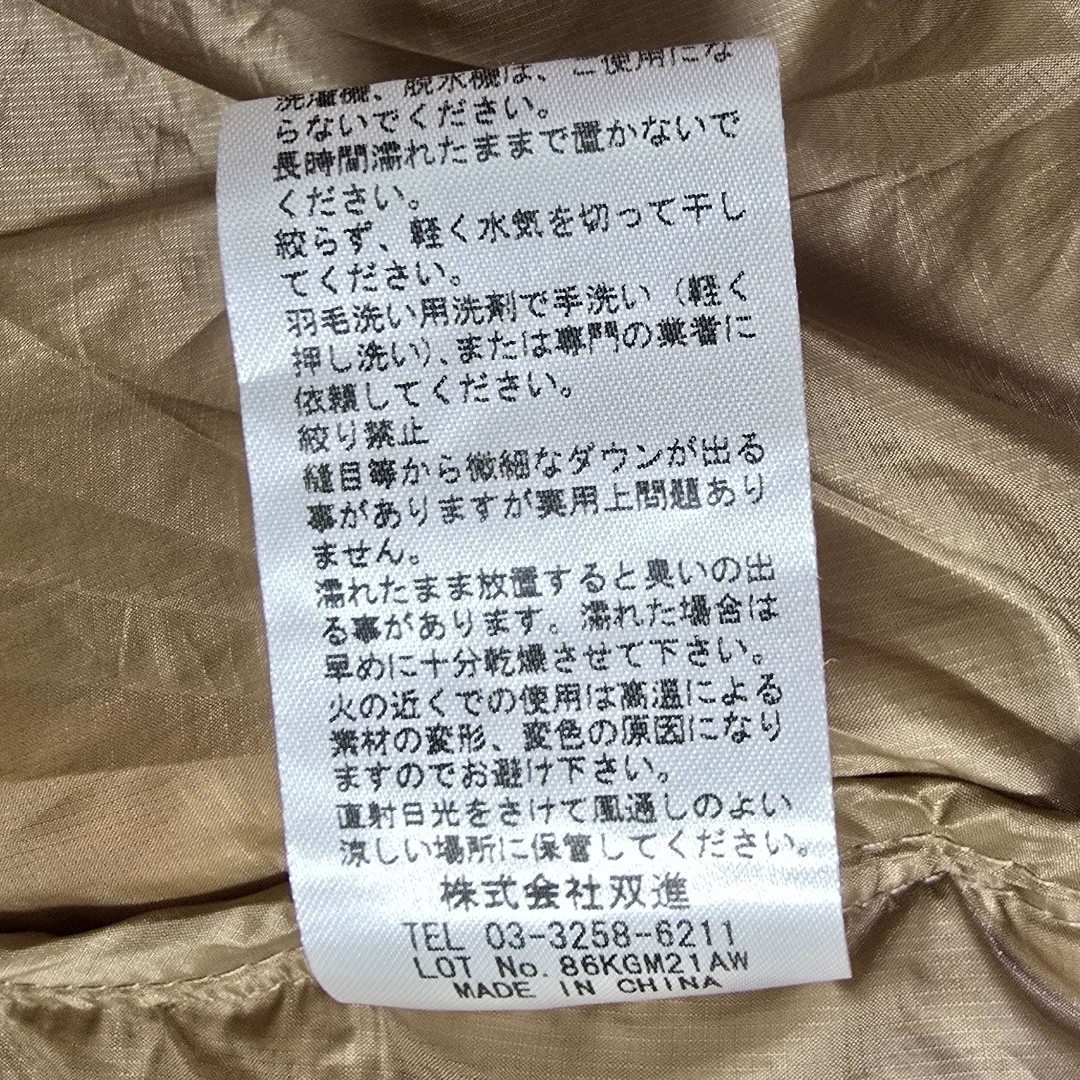 洗濯機、脱水機は、ご使用にな
らないでください。
長時間濡れたままで置かないで
ください。
絞らず、軽く水気を切って干し
てください。
羽毛洗い用洗剤で手洗い（軽く
押し洗い）、または専門の業者に
依頼してください。
絞り禁止
縫目等から微細なダウンが出る
事がありますが実用上問題あり
ません。
濡れたまま放置すると臭いの出
る事があります。濡れた場合は
早めに十分乾燥させて下さい。
火の近くでの使用は高温による
素材の変形、変色の原因になり
ますのでお避け下さい。
直射日光をさけて風通しのよい
涼しい場所に保管してください。
株式会社双進
TEL 03-3258-6211
LOT No. 86KGM21AW
MADE IN CHINA